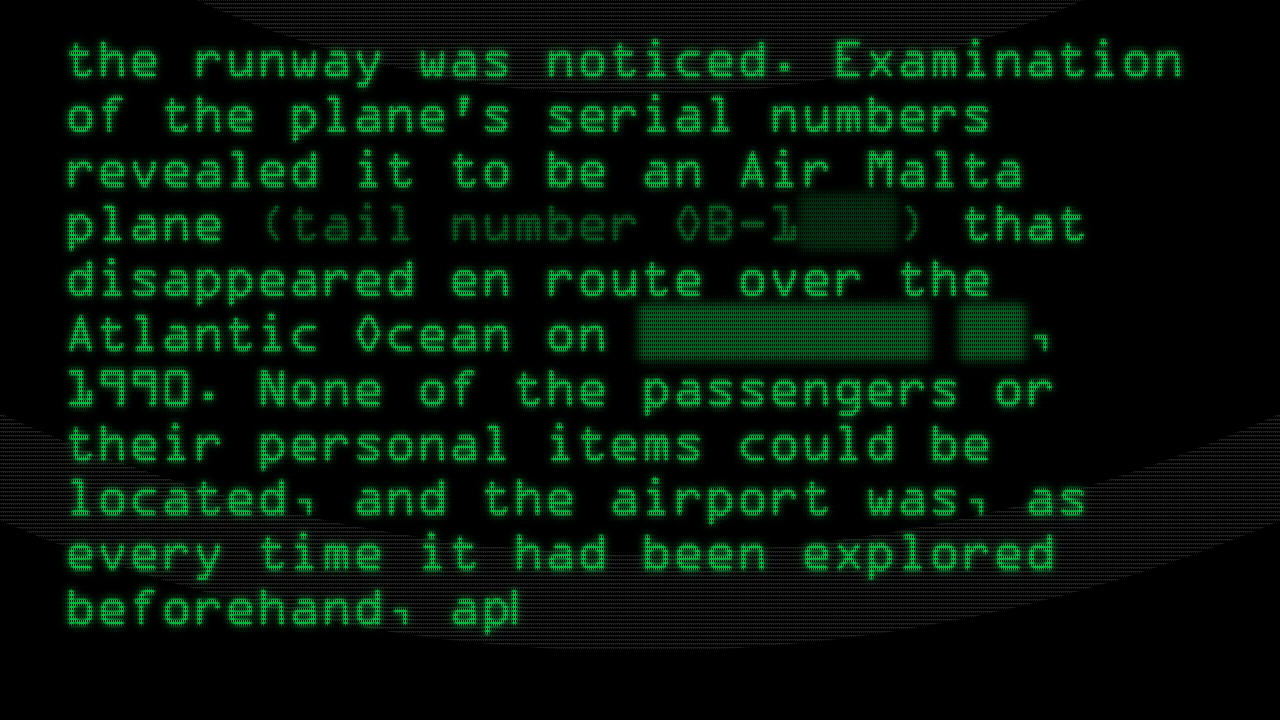 the runway was noticed. Examination
of the plane's serial numbers
revealed it to be an Air Malta
plane (tail number OB-1 ) that
disappeared en route over the
Atlantic Ocean on ,
1990. None of the passengers or
their personal items could be
located, and the airport was, as
every time it had been explored
beforehand, ap